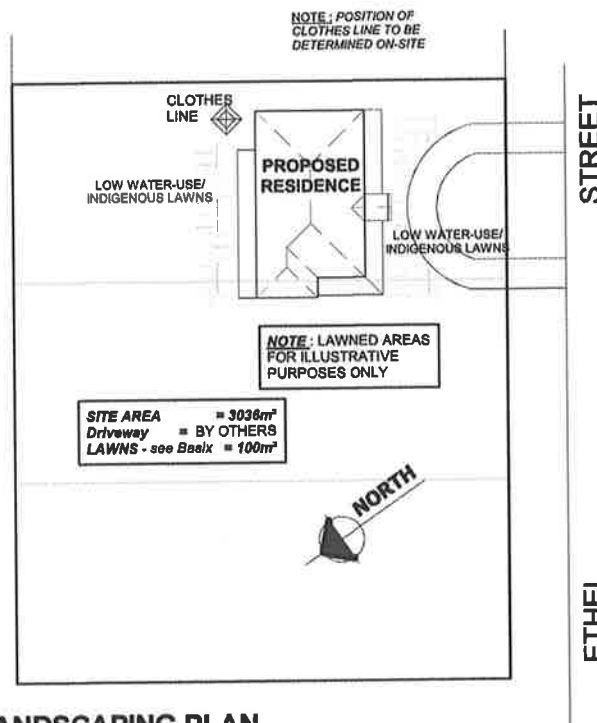 NOTE : POSITION OF
CLOTHES LINE TO BE
DETERMINED ON-SITE
CLOTHES
LINE
PROPOSED
RESIDENCE
LOW WATER-USE/
INDIGENOUS LAWNS
LOW WATER-USE/
INDIGENOUS LAWNS
STREET
NOTE : LAWNED AREAS
FOR ILLUSTRATIVE
PURPOSES ONLY
SITE AREA = 3036m²
Driveway = BY OTHERS
LAWNS - see Basix = 100m²
NORTH
ETHEL
ANDSCAPING PLAN